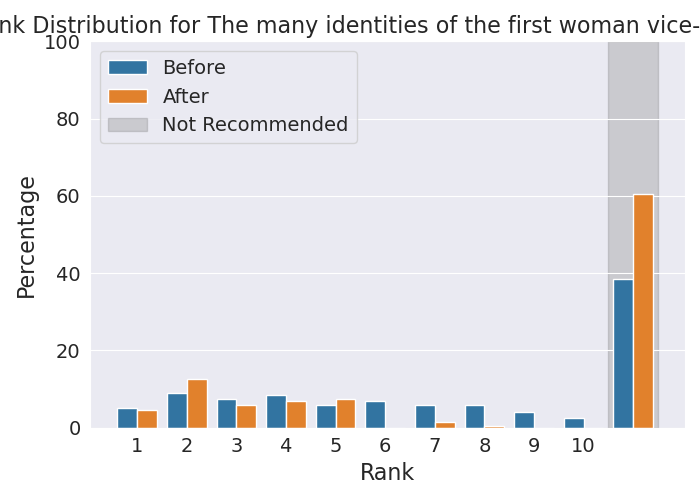 nk Distribution for The many identities of the first woman vice-
100
80
60
40
20
0
Percentage
Before
After
Not Recommended
1 2 3 4 5 6 7 8 9 10
Rank